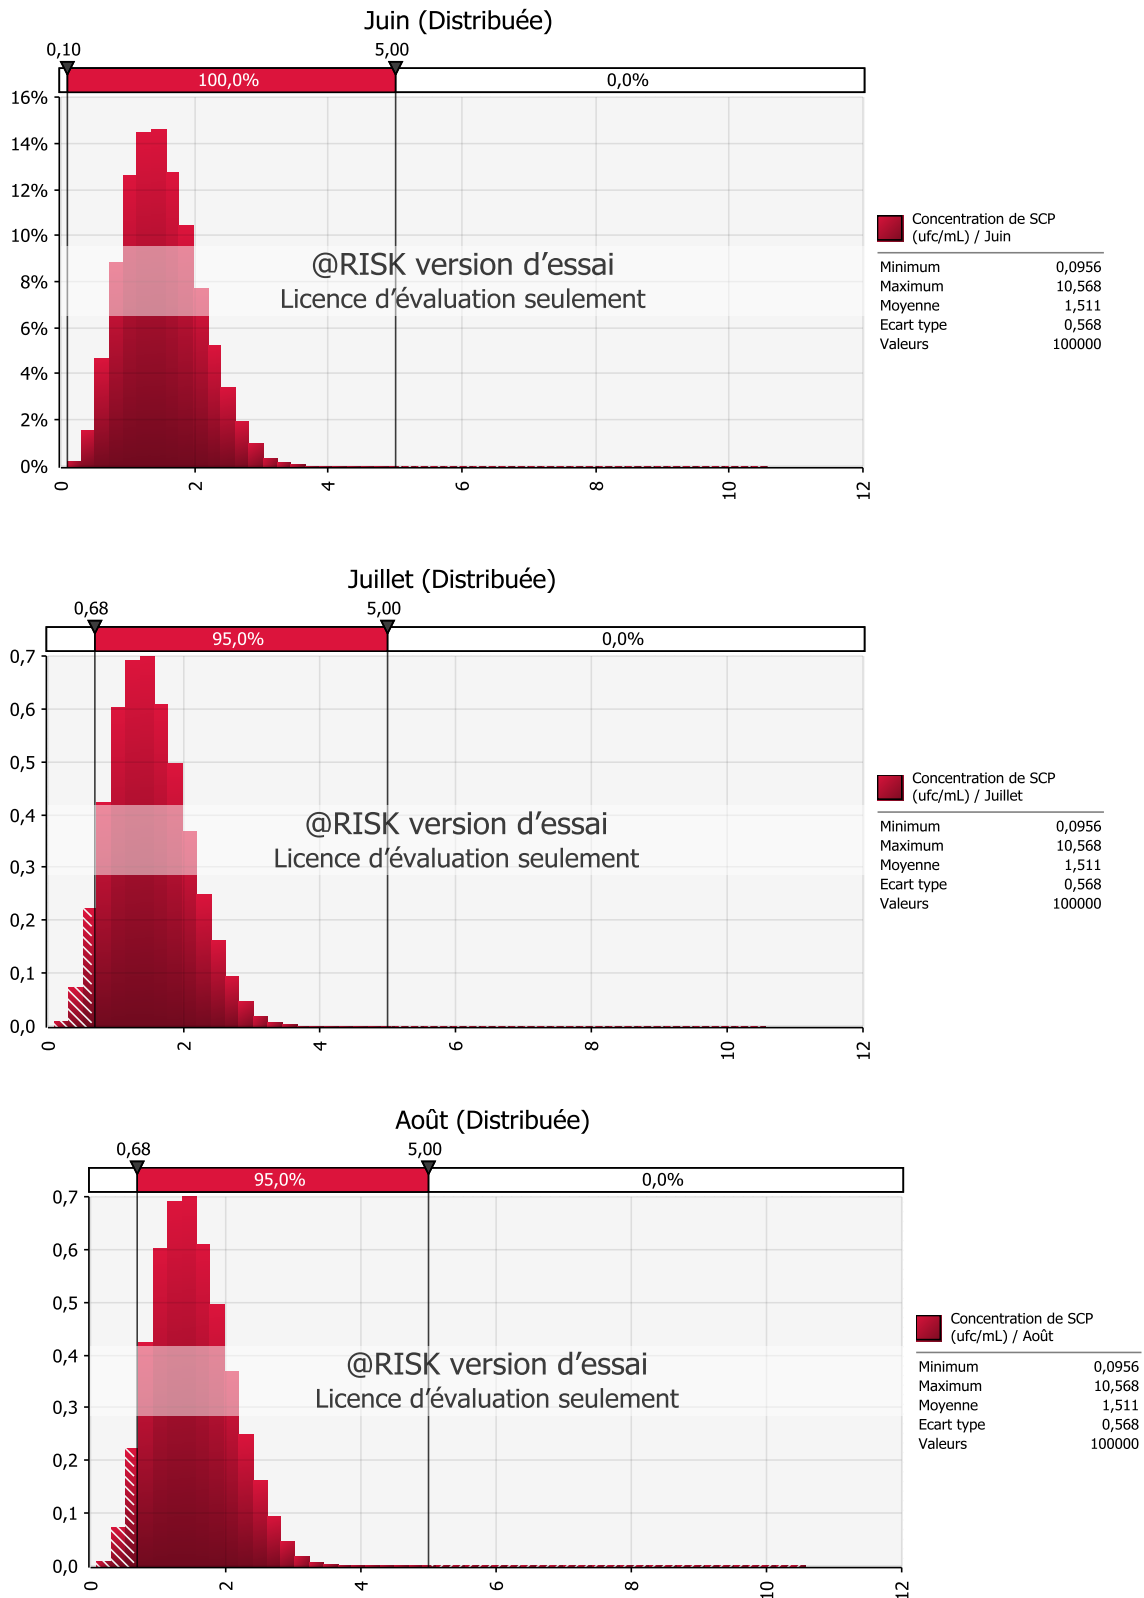 Juin (Distribuée)
0,10 5,00
100,0% 0,0%
16%
14%
12%
10%
8%
6%
4%
2%
0%
0 2 4 6 8 10 12
@RISK version d'essai
Licence d'évaluation seulement
Concentration de SCP
(ufc/mL) / Juin
Minimum 0,0956
Maximum 10,568
Moyenne 1,511
Ecart type 0,568
Valeurs 100000
Juillet (Distribuée)
0,68 5,00
95,0% 0,0%
0,7
0,6
0,5
0,4
0,3
0,2
0,1
0,0
0 2 4 6 8 10 12
@RISK version d'essai
Licence d'évaluation seulement
Concentration de SCP
(ufc/mL) / Juillet
Minimum 0,0956
Maximum 10,568
Moyenne 1,511
Ecart type 0,568
Valeurs 100000
Août (Distribuée)
0,68 5,00
95,0% 0,0%
0,7
0,6
0,5
0,4
0,3
0,2
0,1
0,0
0 2 4 6 8 10 12
@RISK version d'essai
Licence d'évaluation seulement
Concentration de SCP
(ufc/mL) / Août
Minimum 0,0956
Maximum 10,568
Moyenne 1,511
Ecart type 0,568
Valeurs 100000